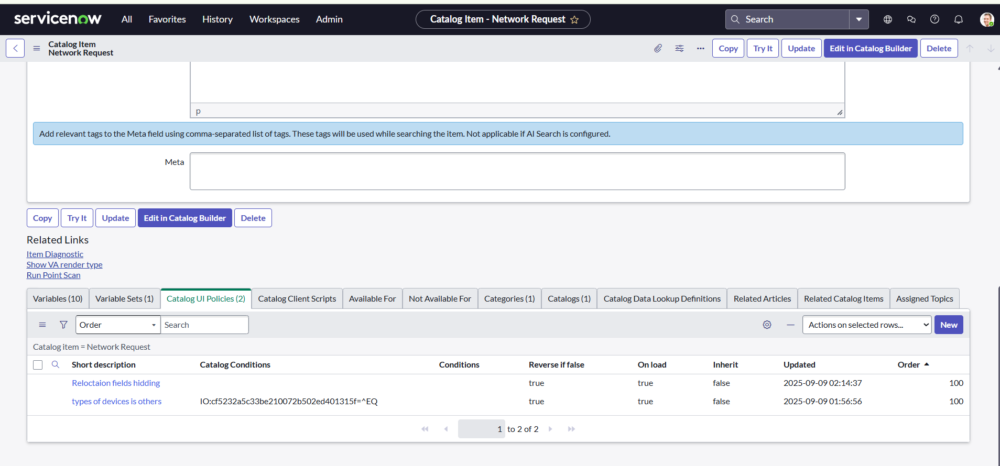 servicenow All Favorites History Workspaces Admin Catalog Item - Network Request Search
Catalog Item
Network Request
Copy Try It Update Edit in Catalog Builder Delete
p
Add relevant tags to the Meta field using comma-separated list of tags. These tags will be used while searching the item. Not applicable if AI Search is configured.
Meta
Copy Try It Update Edit in Catalog Builder Delete
Related Links
Item Diagnostic
Show VA render type
Run Point Scan
Variables (10) Variable Sets (1) Catalog UI Policies (2) Catalog Client Scripts Available For Not Available For Categories (1) Catalogs (1) Catalog Data Lookup Definitions Related Articles Related Catalog Items Assigned Topics
Order Search Actions on selected rows... New
Catalog item = Network Request
Short description Catalog Conditions Conditions Reverse if false On load Inherit Updated Order
Reloctaion fields hidding true true false 2025-09-09 02:14:37 100
types of devices is others IO:cf5232a5c33be210072b502ed401315f=^EQ true true false 2025-09-09 01:56:56 100
1 to 2 of 2